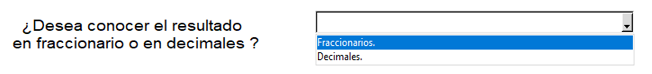 ¿Desea conocer el resultado
en fraccionario o en decimales ?
Fraccionarios.
Decimales.